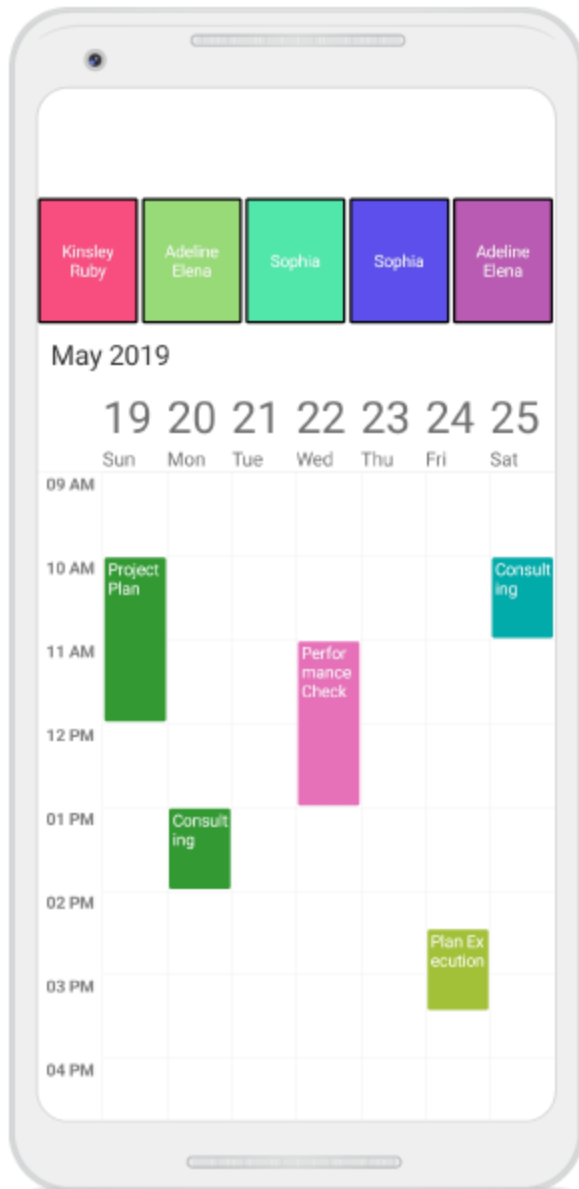 Kinsley
Ruby
Adeline
Elena
Sophia
Sophia
Adeline
Elena
May 2019
19 20 21 22 23 24 25
Sun Mon Tue Wed Thu Fri Sat
09 AM
10 AM
Project
Plan
Consult
ing
11 AM
Perfor
mance
Check
12 PM
01 PM
Consult
ing
02 PM
Plan Ex
ecution
03 PM
04 PM